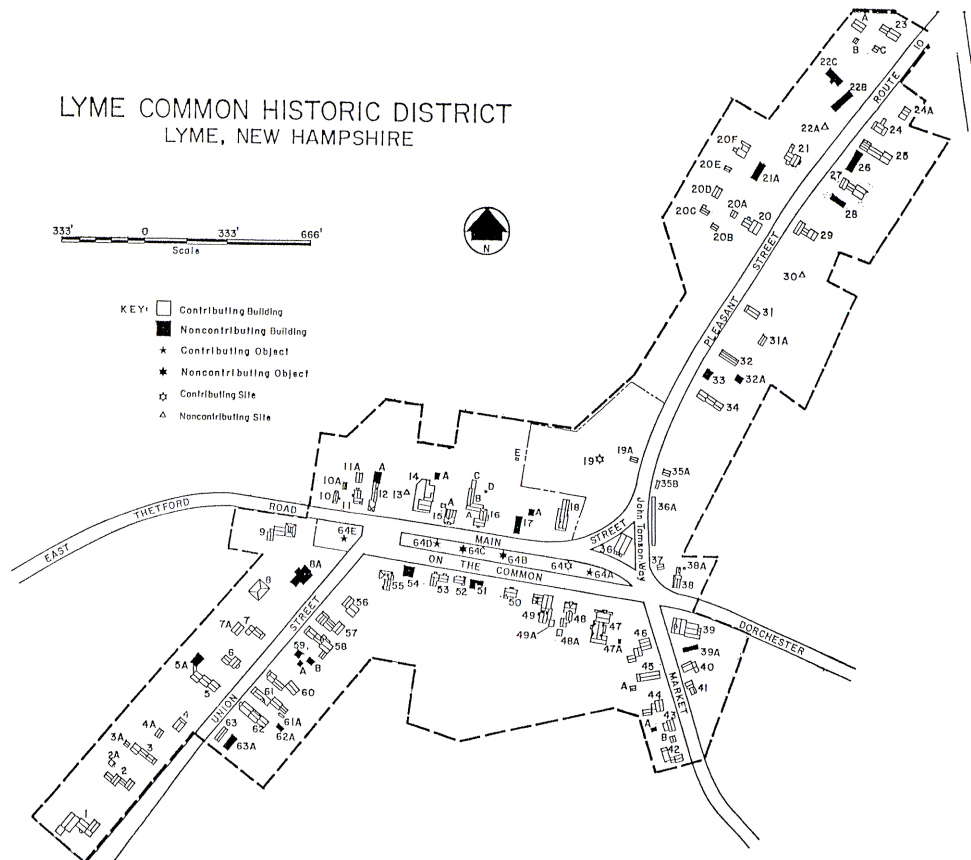 LYME COMMON HISTORIC DISTRICT
LYME, NEW HAMPSHIRE
333' 0 333' 666'
Scale
N
KEY:
Contributing Building
Noncontributing Building
Contributing Object
Noncontributing Object
Contributing Site
Noncontributing Site
A
23
B
C
22C
22B
ROUTE 10
24A
22A
24
20F
21
25
20E
21A
26
20D
27
20C
20A
20
28
20B
29
PLEASANT STREET
30
31
31A
32
33
32A
34
E
19
19A
35A
35B
36A
11A
A
10A
10
11
12
13
14
A
A
15
C
D
B
A
16
A
17
18
EAST THETFORD ROAD
MAIN STREET
36
John Tomson Way
37
38A
38
9
64E
64D
64C
64B
64
64A
ON THE COMMON
8A
8
55
54
53
52
51
50
49
49A
48
48A
47
47A
46
39
DORCHESTER
39A
40
41
45
A
44
MARKET
43
A
B
42
UNION STREET
56
57
58
59
A
B
60
61
61A
62
62A
63
63A
7A
7
6
5A
5
4A
4
3A
3
2A
2
1